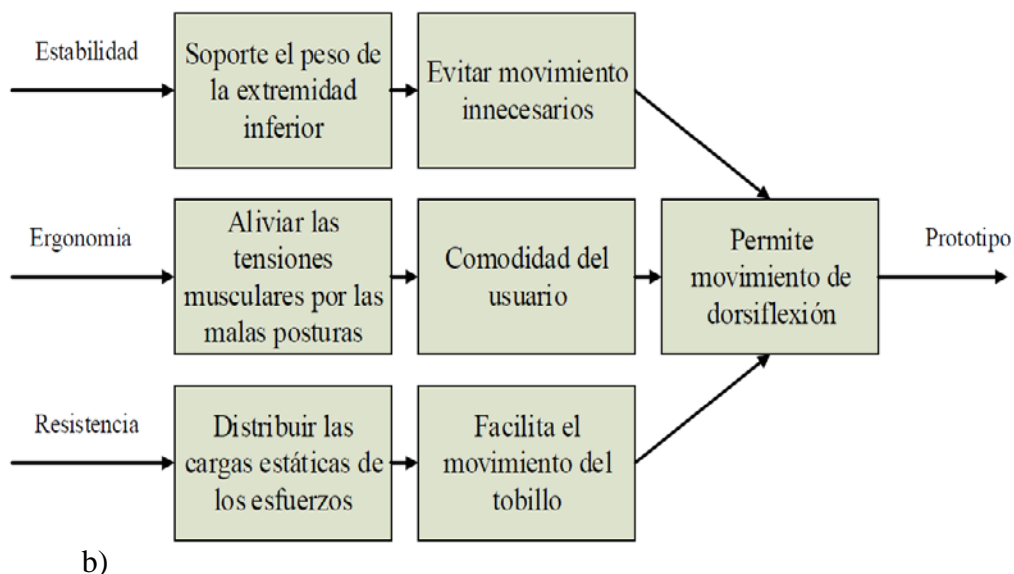 Estabilidad
Soporte el peso de
la extremidad
inferior
Evitar movimiento
innecesarios
Ergonomia
Aliviar las
tensiones
musculares por las
malas posturas
Comodidad del
usuario
Permite
movimiento de
dorsiflexión
Prototipo
Resistencia
Distribuir las
cargas estáticas de
los esfuerzos
Facilita el
movimiento del
tobillo
b)